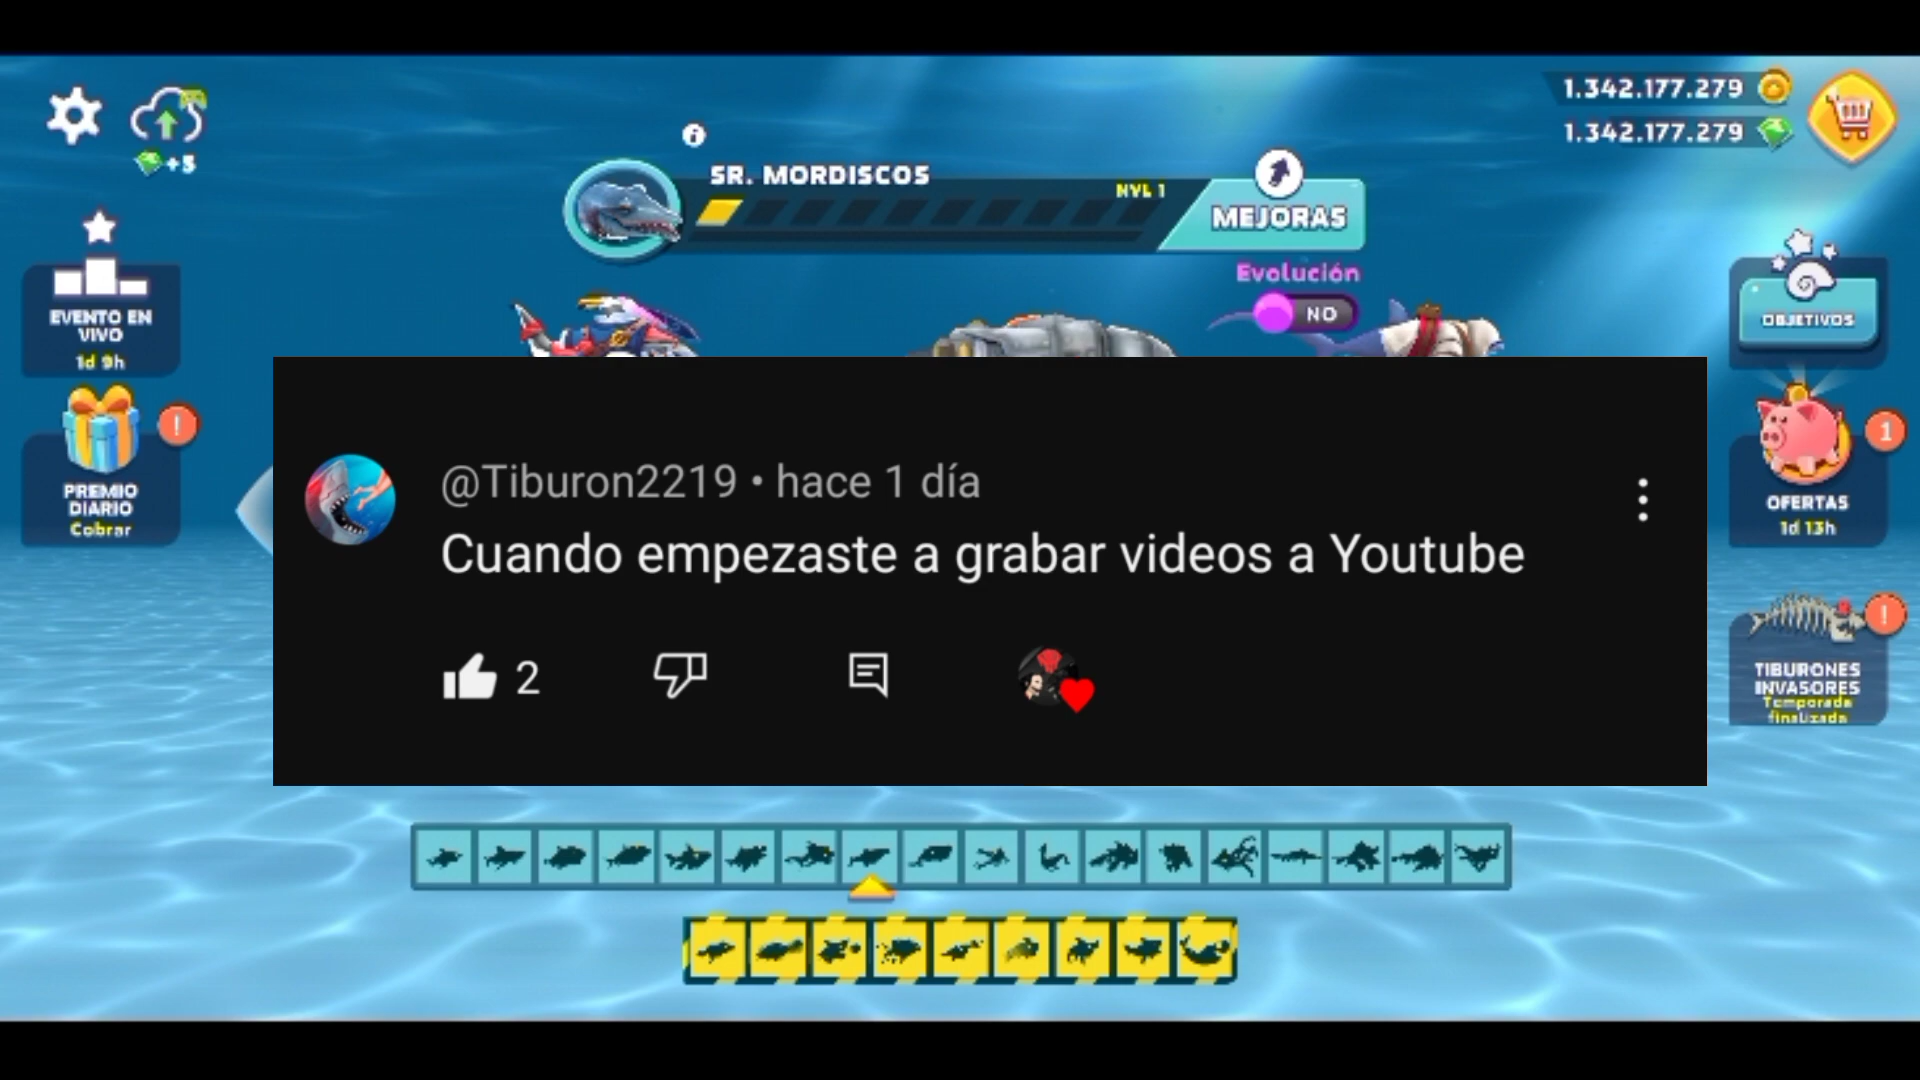 1.342.177.279
1.342.177.279
+5
SR. MORDISCOS
NVL 1
MEJORAS
Evolución
NO
EVENTO EN
VIVO
1d 9h
OBJETIVOS
!
PREMIO
DIARIO
Cobrar
1
OFERTAS
1d 13h
@Tiburon2219 • hace 1 día
Cuando empezaste a grabar videos a Youtube
2
!
TIBURONES
INVASORES
Temporada
finalizada